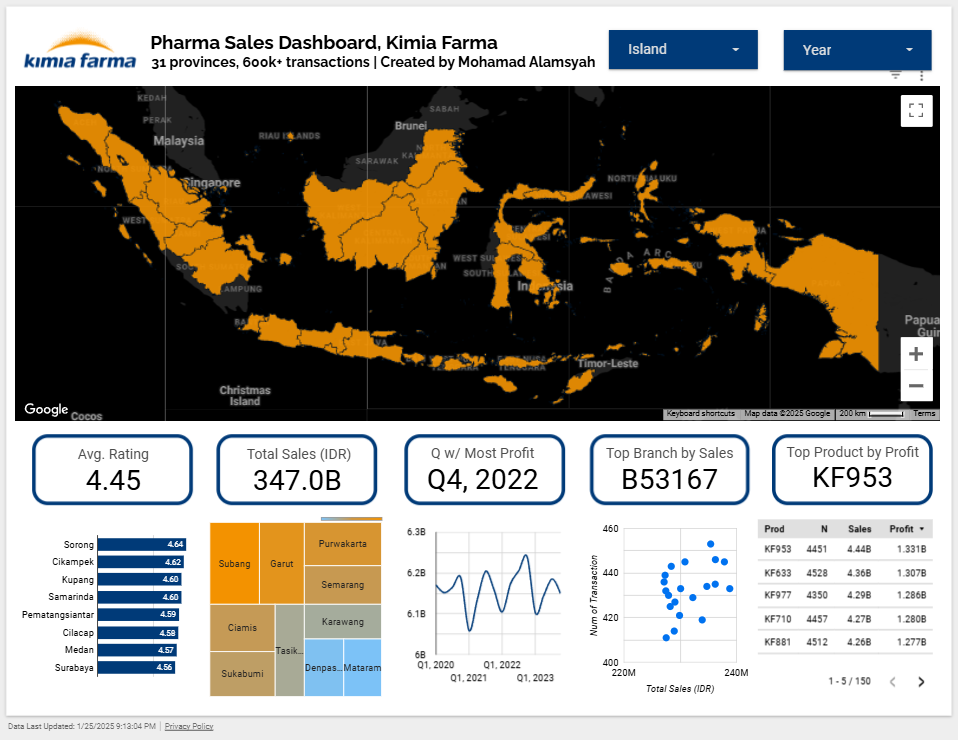 kimia farma
Pharma Sales Dashboard, Kimia Farma
31 provinces, 600k+ transactions | Created by Mohamad Alamsyah
Island
Year
KEDAH
PERAK
Malaysia
SABAH
Brunei
RIAU ISLANDS
SARAWAK
Singapore
NORTH MALUKU
WEST
BANDA ARC
Indonesia
Papua
Timor-Leste
Christmas
Island
Cocos
Google
Keyboard shortcuts
Map data ©2025 Google
200 km
Terms
Avg. Rating
4.45
Total Sales (IDR)
347.0B
Q w/ Most Profit
Q4, 2022
Top Branch by Sales
B53167
Top Product by Profit
KF953
Sorong 4.64
Cikampek 4.62
Kupang 4.60
Samarinda 4.60
Pematangsiantar 4.59
Cilacap 4.58
Medan 4.57
Surabaya 4.56
Subang
Garut
Purwakarta
Semarang
Ciamis
Tasik...
Karawang
Sukabumi
Denpas...
Mataram
6.3B
6.2B
6.1B
6B
Q1, 2020
Q1, 2021
Q1, 2022
Q1, 2023
Num of Transaction
460
440
420
400
220M
240M
Total Sales (IDR)
Prod N Sales Profit
KF953 4451 4.44B 1.331B
KF633 4528 4.36B 1.307B
KF977 4350 4.29B 1.286B
KF710 4457 4.27B 1.280B
KF881 4512 4.26B 1.277B
1 - 5 / 150
Data Last Updated: 1/25/2025 9:13:04 PM | Privacy Policy